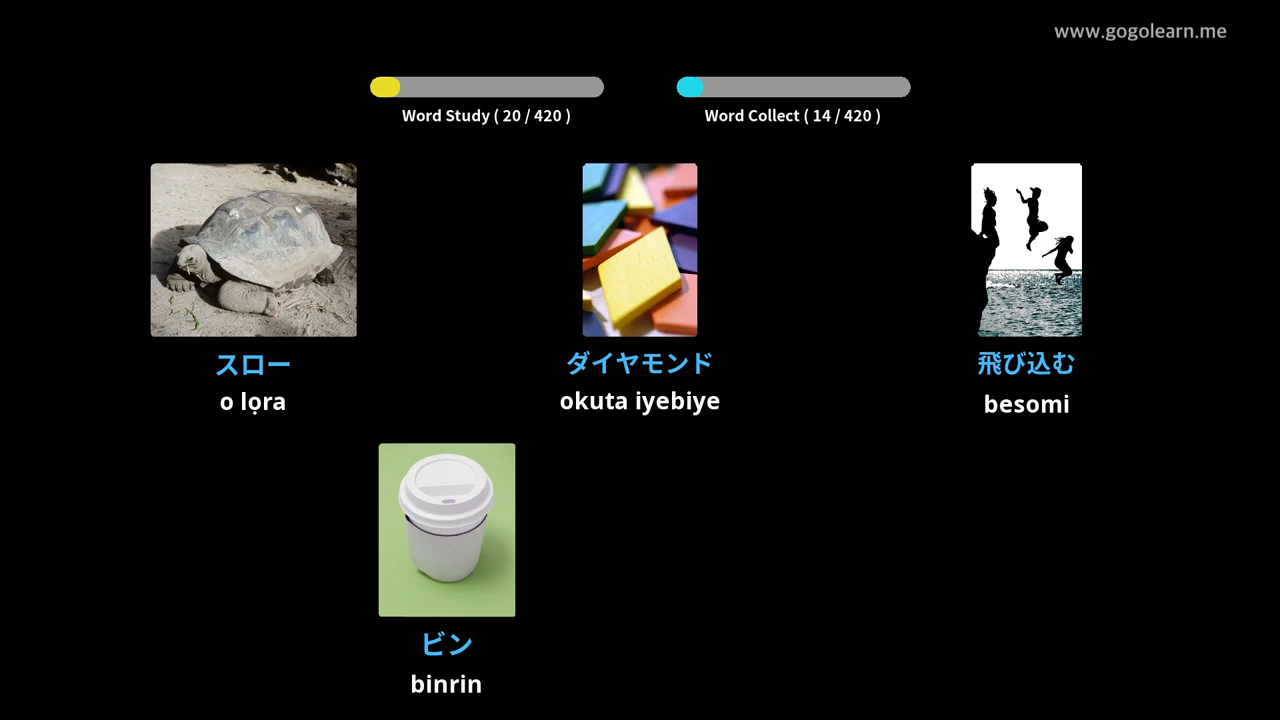 www.gogolearn.me
Word Study ( 20 / 420 )
Word Collect ( 14 / 420 )
スロー
o lọra
ダイヤモンド
okuta iyebiye
飛び込む
besomi
ビン
binrin